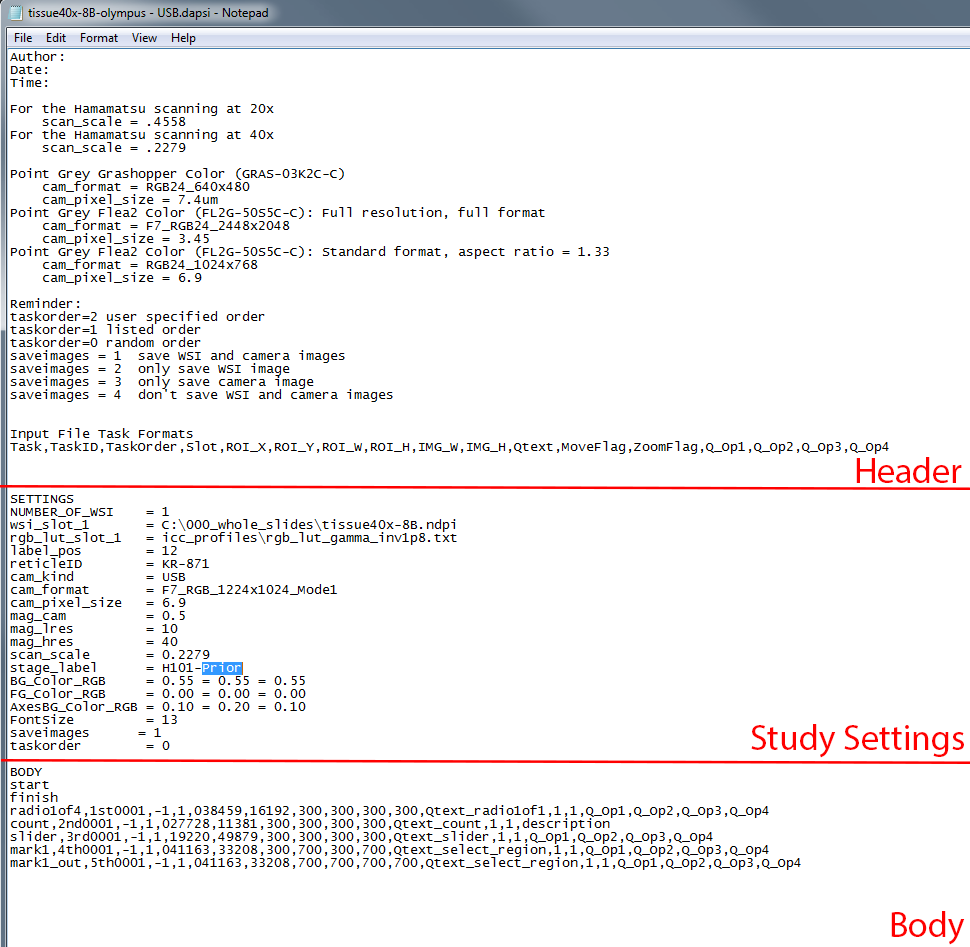 tissue40x-8B-olympus - USB.dapsi - Notepad
File Edit Format View Help
Author:
Date:
Time:
For the Hamamatsu scanning at 20x
    scan_scale = .4558
For the Hamamatsu scanning at 40x
    scan_scale = .2279
Point Grey Grashopper Color (GRAS-03K2C-C)
    cam_format = RGB24_640x480
    cam_pixel_size = 7.4um
Point Grey Flea2 Color (FL2G-50S5C-C): Full resolution, full format
    cam_format = F7_RGB24_2448x2048
    cam_pixel_size = 3.45
Point Grey Flea2 Color (FL2G-50S5C-C): Standard format, aspect ratio = 1.33
    cam_format = RGB24_1024x768
    cam_pixel_size = 6.9
Reminder:
taskorder=2 user specified order
taskorder=1 listed order
taskorder=0 random order
saveimages = 1  save WSI and camera images
saveimages = 2  only save WSI image
saveimages = 3  only save camera image
saveimages = 4  don't save WSI and camera images
Input File Task Formats
Task,TaskID,TaskOrder,Slot,ROI_X,ROI_Y,ROI_W,ROI_H,IMG_W,IMG_H,Qtext,MoveFlag,ZoomFlag,Q_Op1,Q_Op2,Q_Op3,Q_Op4
Header
SETTINGS
NUMBER_OF_WSI    = 1
wsi_slot_1       = C:\000_whole_slides\tissue40x-8B.ndpi
rgb_lut_slot_1   = icc_profiles\rgb_lut_gamma_inv1p8.txt
label_pos        = 12
reticleID        = KR-871
cam_kind         = USB
cam_format       = F7_RGB_1224x1024_Mode1
cam_pixel_size   = 6.9
mag_cam          = 0.5
mag_lres         = 10
mag_hres         = 40
scan_scale       = 0.2279
stage_label      = H101-Prior
BG_Color_RGB     = 0.55 = 0.55 = 0.55
FG_Color_RGB     = 0.00 = 0.00 = 0.00
AxesBG_Color_RGB = 0.10 = 0.20 = 0.10
FontSize         = 13
saveimages      = 1
taskorder        = 0
Study Settings
BODY
start
finish
radio1of4,1st0001,-1,1,038459,16192,300,300,300,300,Qtext_radio1of1,1,1,Q_Op1,Q_Op2,Q_Op3,Q_Op4
count,2nd0001,-1,1,027728,11381,300,300,300,300,Qtext_count,1,1,description
slider,3rd0001,-1,1,19220,49879,300,300,300,300,Qtext_slider,1,1,Q_Op1,Q_Op2,Q_Op3,Q_Op4
mark1,4th0001,-1,1,041163,33208,300,700,300,700,Qtext_select_region,1,1,Q_Op1,Q_Op2,Q_Op3,Q_Op4
mark1_out,5th0001,-1,1,041163,33208,700,700,700,700,Qtext_select_region,1,1,Q_Op1,Q_Op2,Q_Op3,Q_Op4
Body